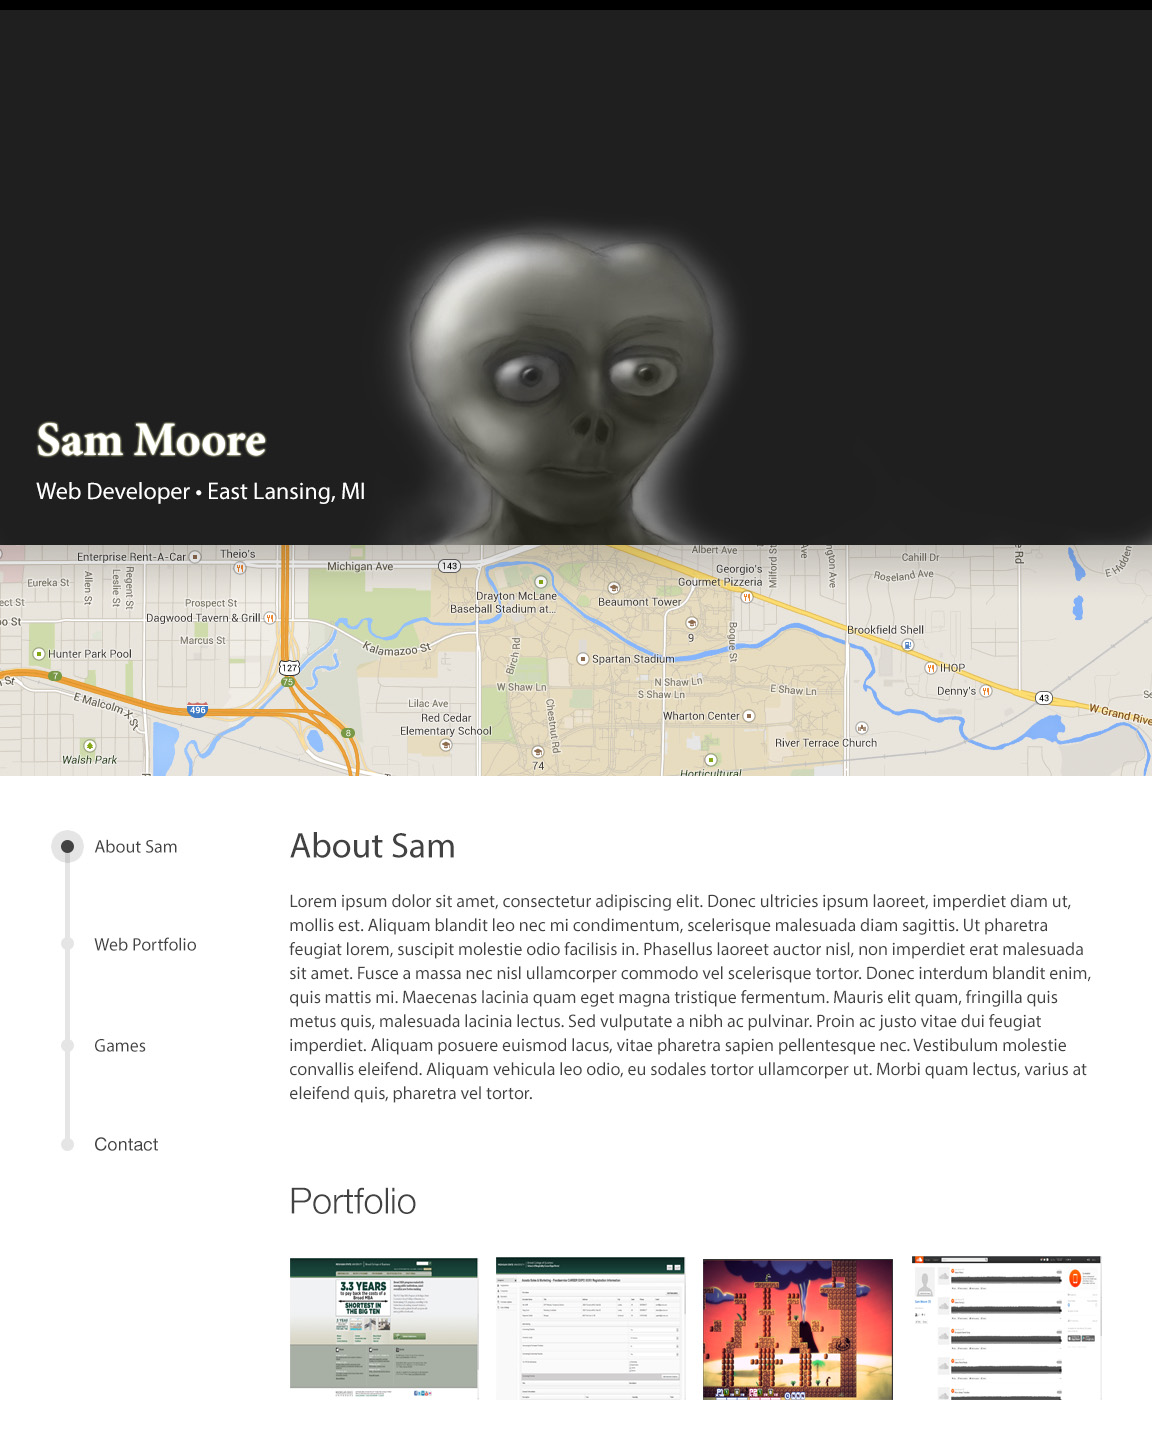 Sam Moore
Web Developer • East Lansing, MI
Enterprise Rent-A-Car
Theio's
Michigan Ave
143
Albert Ave
Milford St
Cahill Dr
Roseland Ave
E Hidden
Georgio's
Gourmet Pizzeria
Eureka St
Allen St
Leslie St
Regent St
Prospect St
Dagwood Tavern & Grill
Marcus St
Drayton McLane
Baseball Stadium at...
Beaumont Tower
9
Bogue St
Brookfield Shell
Hunter Park Pool
Kalamazoo St
Birch Rd
Spartan Stadium
IHOP
7
127
75
W Shaw Ln
N Shaw Ln
S Shaw Ln
E Shaw Ln
Denny's
43
E Malcolm X St
496
Lilac Ave
Red Cedar
Elementary School
Chestnut Rd
Wharton Center
W Grand River
8
River Terrace Church
Walsh Park
74
Horticultural
About Sam
Web Portfolio
Games
Contact
About Sam
Lorem ipsum dolor sit amet, consectetur adipiscing elit. Donec ultricies ipsum laoreet, imperdiet diam ut,
mollis est. Aliquam blandit leo nec mi condimentum, scelerisque malesuada diam sagittis. Ut pharetra
feugiat lorem, suscipit molestie odio facilisis in. Phasellus laoreet auctor nisl, non imperdiet erat malesuada
sit amet. Fusce a massa nec nisl ullamcorper commodo vel scelerisque tortor. Donec interdum blandit enim,
quis mattis mi. Maecenas lacinia quam eget magna tristique fermentum. Mauris elit quam, fringilla quis
metus quis, malesuada lacinia lectus. Sed vulputate a nibh ac pulvinar. Proin ac justo vitae dui feugiat
imperdiet. Aliquam posuere euismod lacus, vitae pharetra sapien pellentesque nec. Vestibulum molestie
convallis eleifend. Aliquam vehicula leo odio, eu sodales tortor ullamcorper ut. Morbi quam lectus, varius at
eleifend quis, pharetra vel tortor.
Portfolio
3.3 YEARS
to pay back the costs of a
Broad MBA
SHORTEST IN
THE BIG TEN